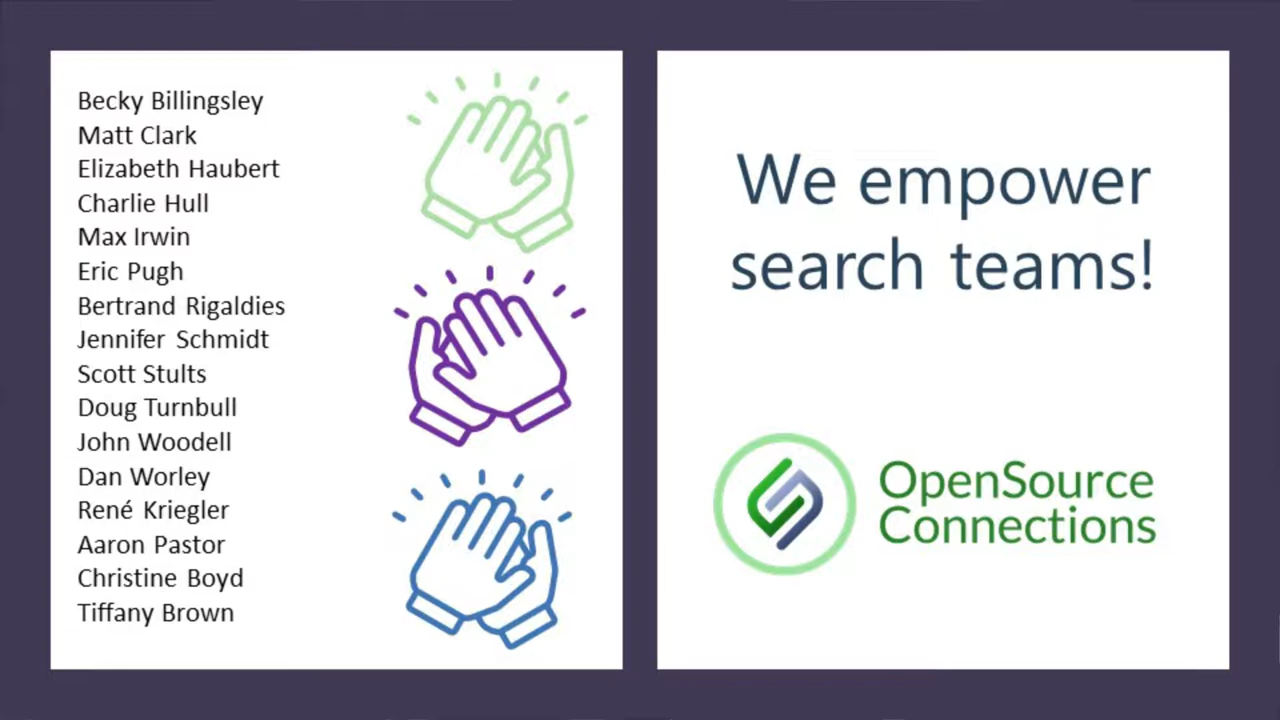 Becky Billingsley
Matt Clark
Elizabeth Haubert
Charlie Hull
Max Irwin
Eric Pugh
Bertrand Rigaldies
Jennifer Schmidt
Scott Stults
Doug Turnbull
John Woodell
Dan Worley
René Kriegler
Aaron Pastor
Christine Boyd
Tiffany Brown
We empower
search teams!
OpenSource
Connections